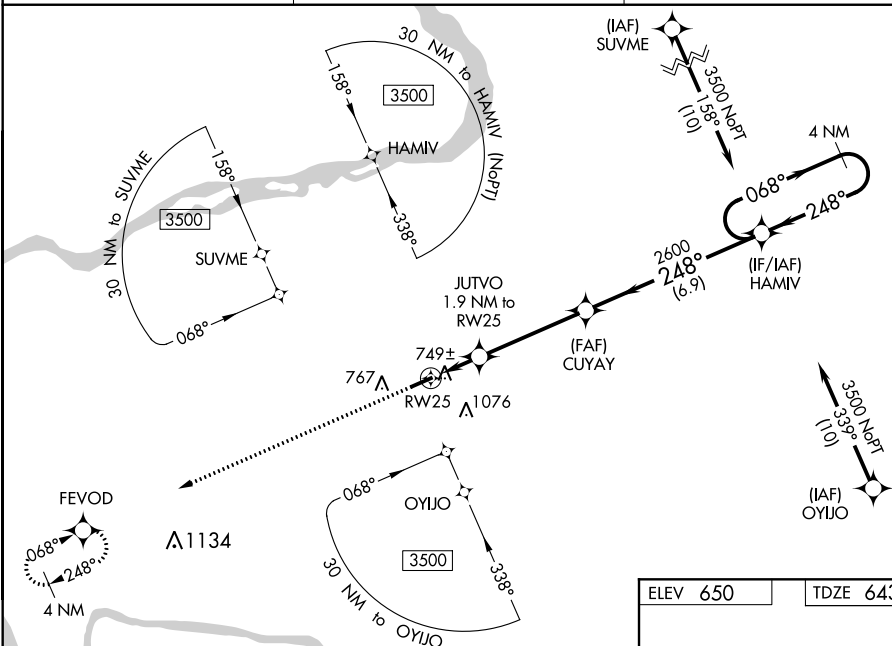 (IAF)
SUVME
3500 NoPT
158°
(10)
30 NM to HAMIV (NoPT)
158°
3500
HAMIV
338°
4 NM
068°
248°
(IF/IAF)
HAMIV
30 NM to SUVME
158°
3500
SUVME
068°
2600
248°
(6.9)
JUTVO
1.9 NM to
RW25
(FAF)
CUYAY
749±
767
RW25
1076
3500 NoPT
339°
(10)
(IAF)
OYIJO
FEVOD
068°
248°
4 NM
1134
068°
OYIJO
3500
338°
30 NM to OYIJO
ELEV 650
TDZE 643